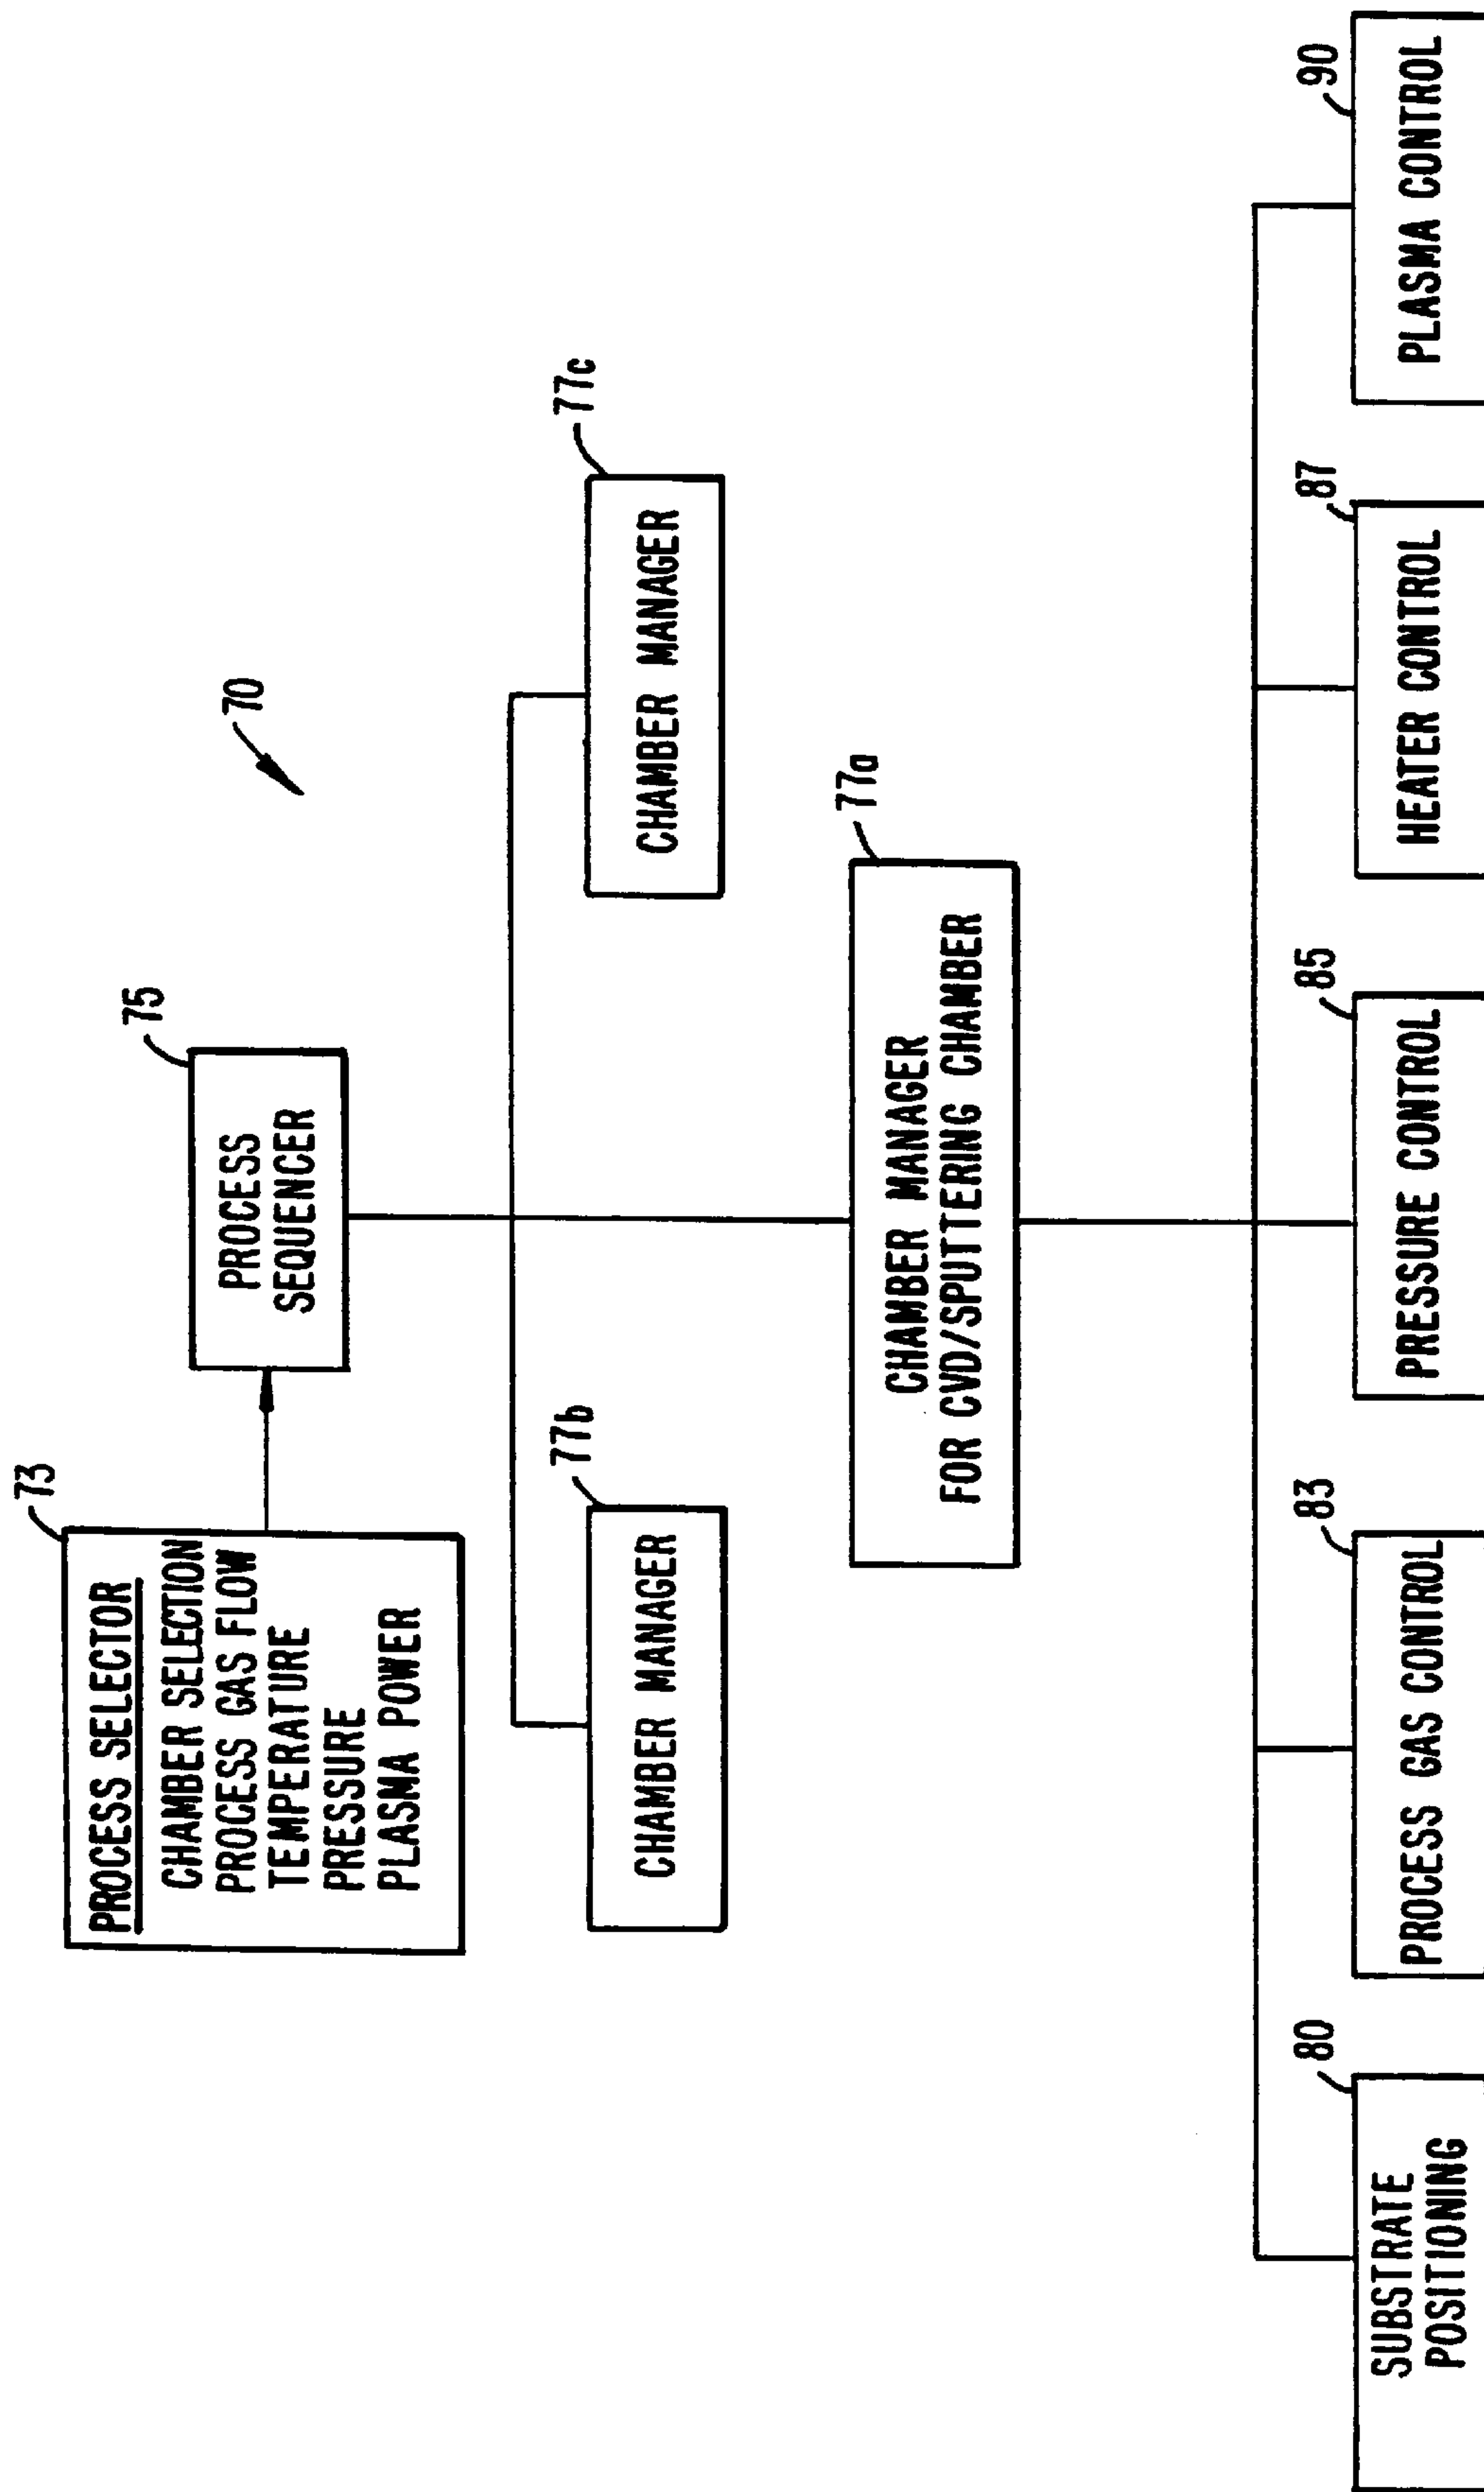 73
PROCESS SELECTOR
CHAMBER SELECTION
PROCESS GAS FLOW
TEMPERATURE
PRESSURE
PLASMA POWER
75
PROCESS
SEQUENCER
70
77b
CHAMBER MANAGER
77c
CHAMBER MANAGER
77a
CHAMBER MANAGER
FOR CVD/SPUTTERING CHAMBER
80
SUBSTRATE
POSITIONING
83
PROCESS GAS CONTROL
85
PRESSURE CONTROL
87
HEATER CONTROL
90
PLASMA CONTROL